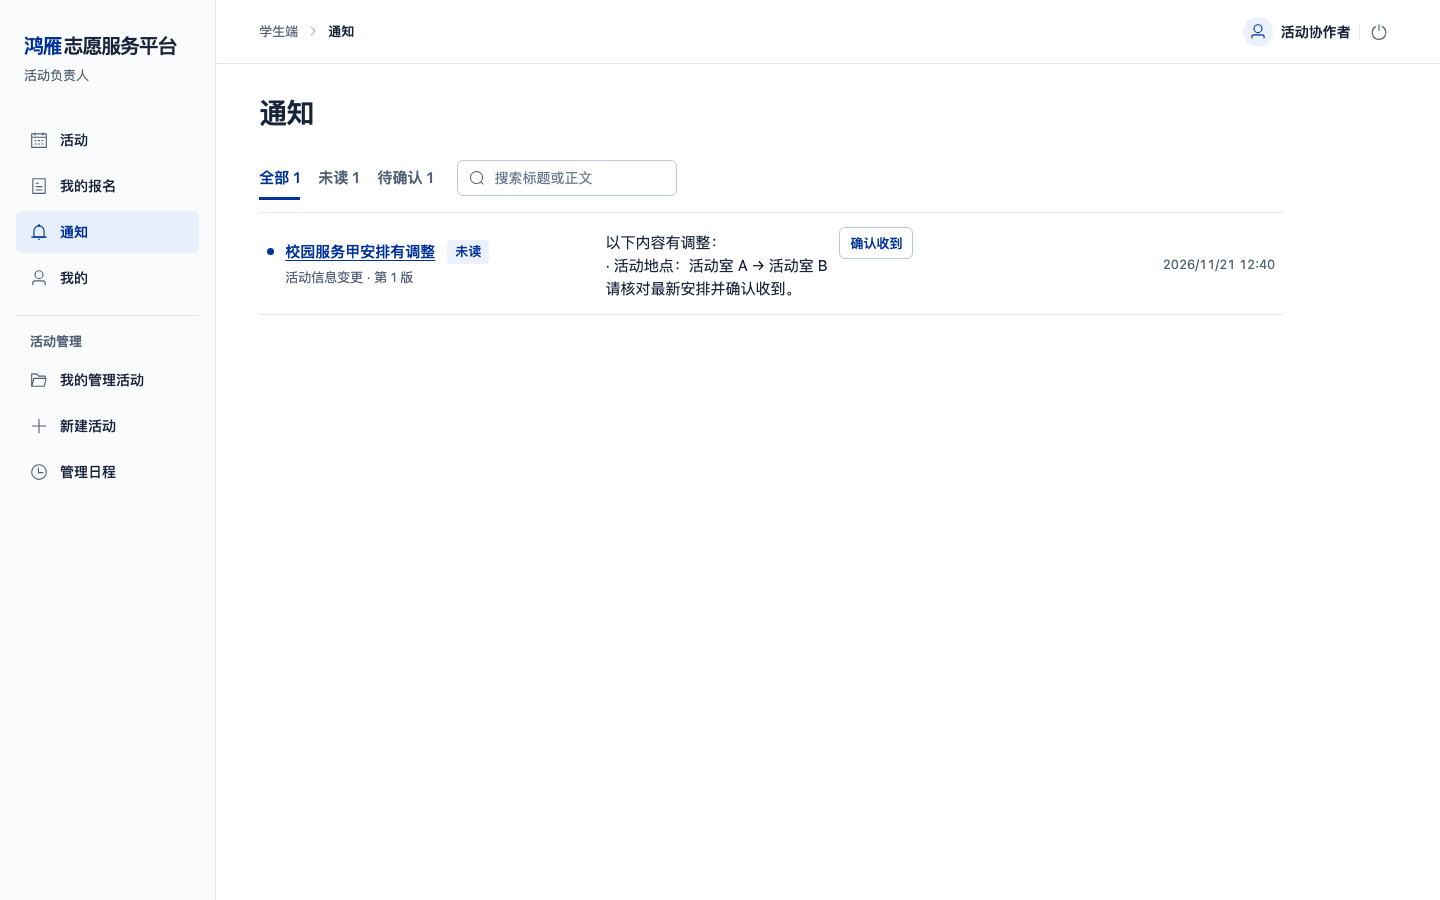 鸿雁志愿服务平台
活动负责人
活动
我的报名
通知
我的
活动管理
我的管理活动
新建活动
管理日程
学生端
通知
活动协作者
通知
全部 1
未读 1
待确认 1
搜索标题或正文
校园服务甲安排有调整
未读
活动信息变更 · 第 1 版
以下内容有调整：
· 活动地点：活动室 A → 活动室 B
请核对最新安排并确认收到。
确认收到
2026/11/21 12:40